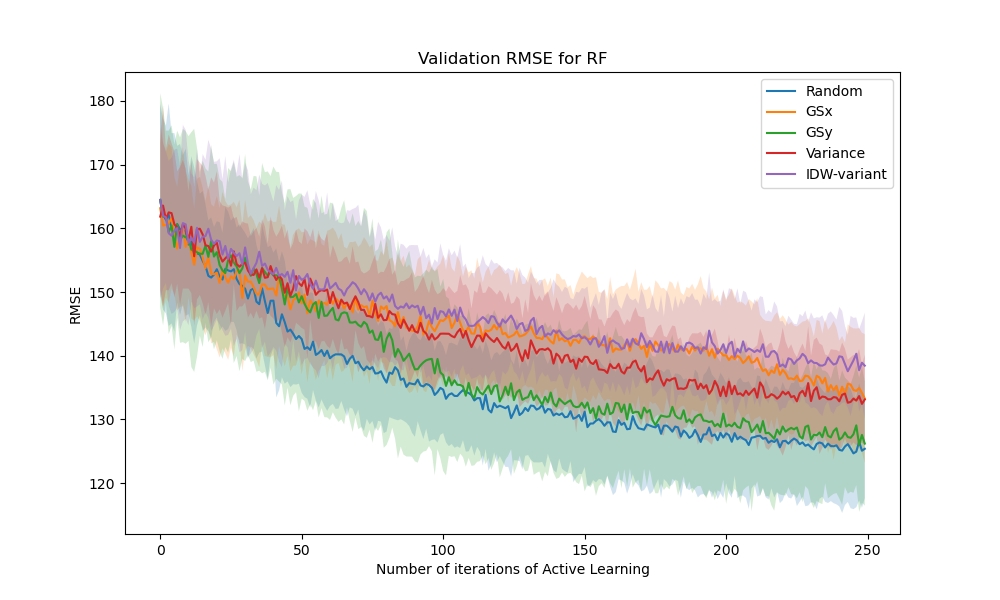 Validation RMSE for RF
RMSE
180
170
160
150
140
130
120
0
50
100
150
200
250
Number of iterations of Active Learning
Random
GSx
GSy
Variance
IDW-variant